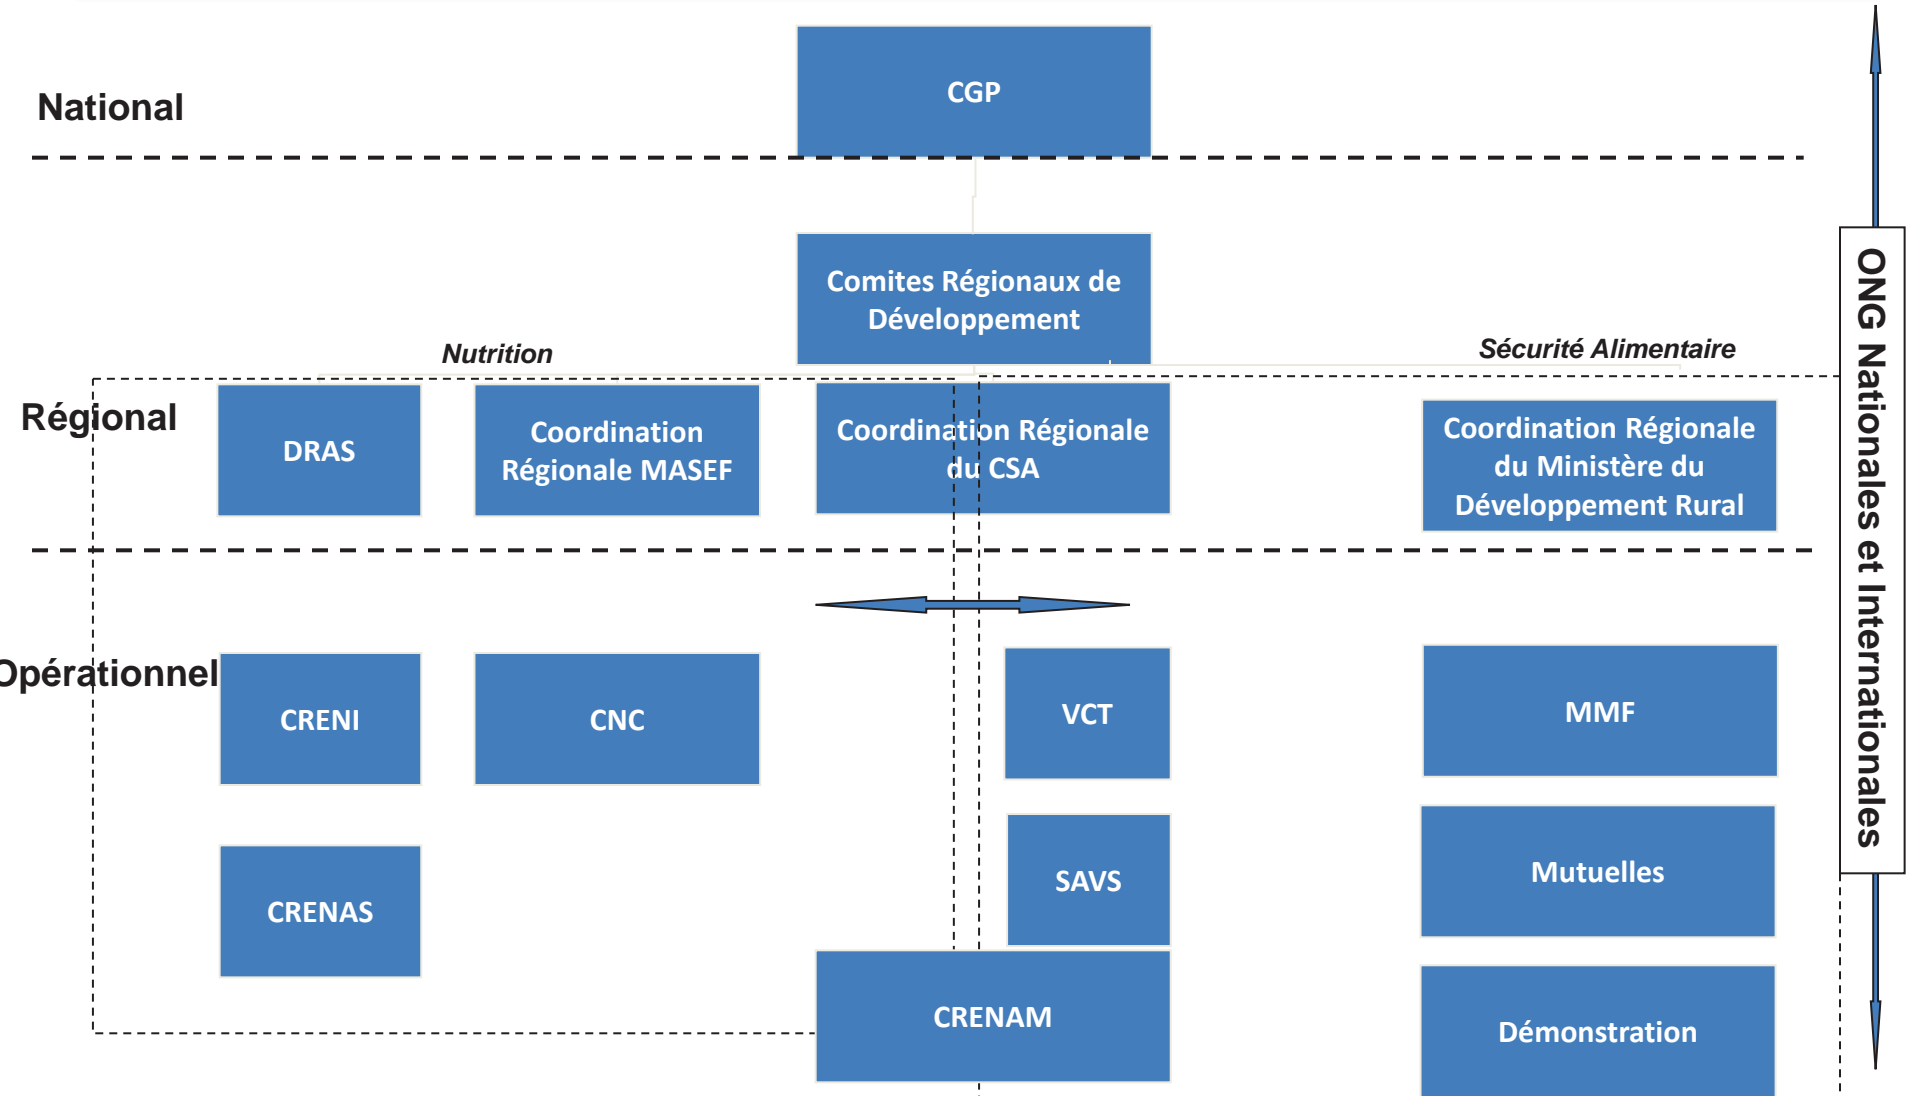 CGP
National
Comites Régionaux de
Développement
Nutrition
Sécurité Alimentaire
Régional
DRAS
Coordination
Régionale MASEF
Coordination Régionale
du CSA
Coordination Régionale
du Ministère du
Développement Rural
ONG Nationales et Internationales
Opérationnel
CRENI
CNC
VCT
MMF
SAVS
Mutuelles
CRENAS
CRENAM
Démonstration